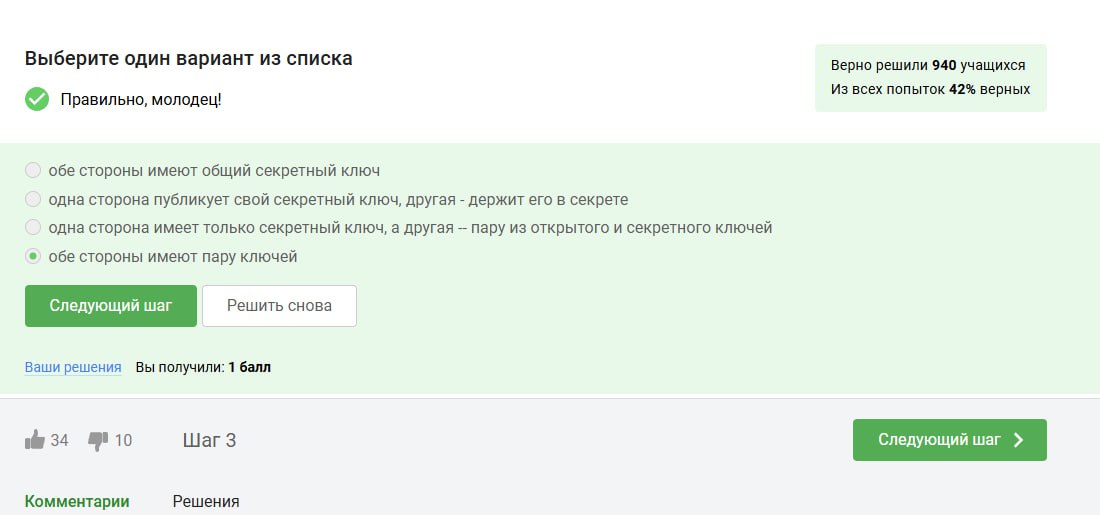 Выберите один вариант из списка
Правильно, молодец!
Верно решили 940 учащихся
Из всех попыток 42% верных
обе стороны имеют общий секретный ключ
одна сторона публикует свой секретный ключ, другая - держит его в секрете
одна сторона имеет только секретный ключ, а другая -- пару из открытого и секретного ключей
обе стороны имеют пару ключей
Следующий шаг
Решить снова
Ваши решения Вы получили: 1 балл
34 10 Шаг 3
Следующий шаг
Комментарии Решения